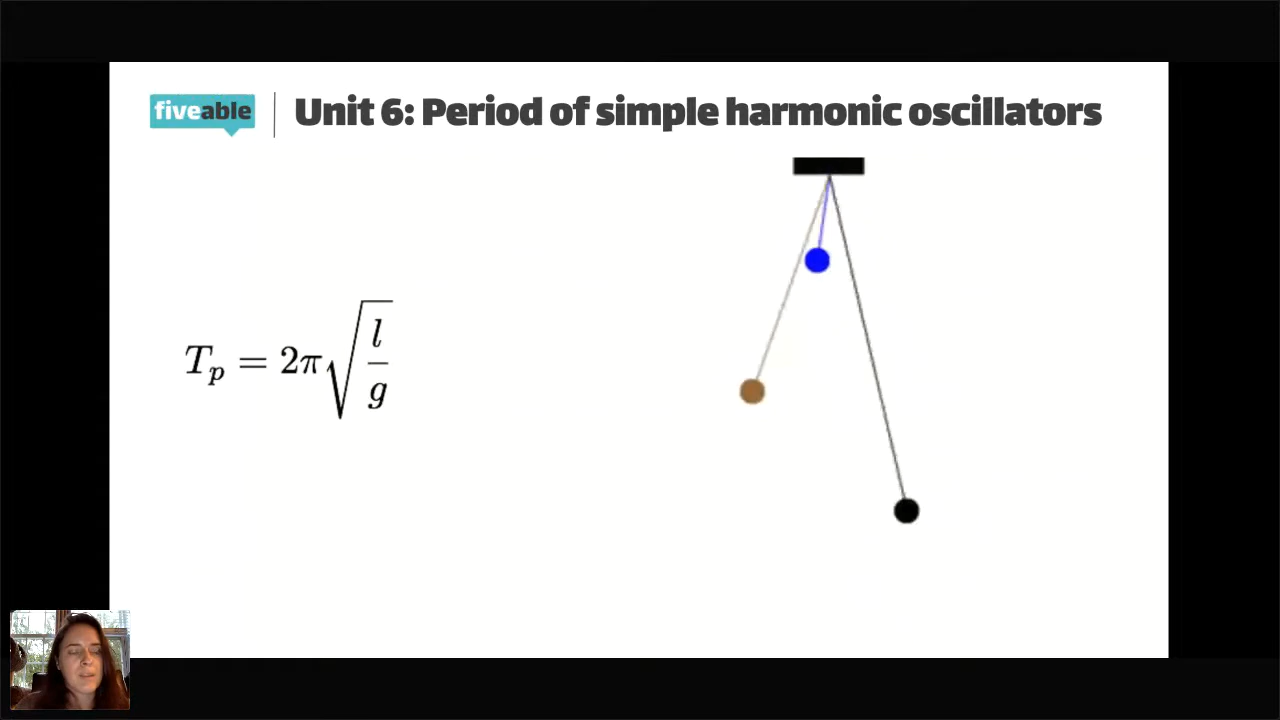 fiveable
Unit 6: Period of simple harmonic oscillators
T_p = 2π√(l/g)